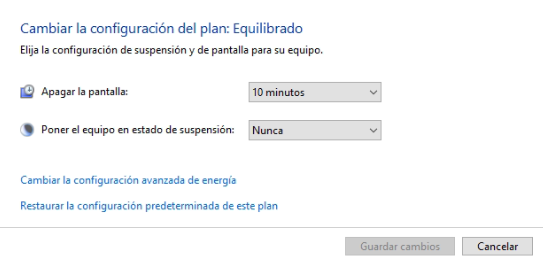 Cambiar la configuración del plan: Equilibrado
Elija la configuración de suspensión y de pantalla para su equipo.
Apagar la pantalla: 10 minutos
Poner el equipo en estado de suspensión: Nunca
Cambiar la configuración avanzada de energía
Restaurar la configuración predeterminada de este plan
Guardar cambios Cancelar